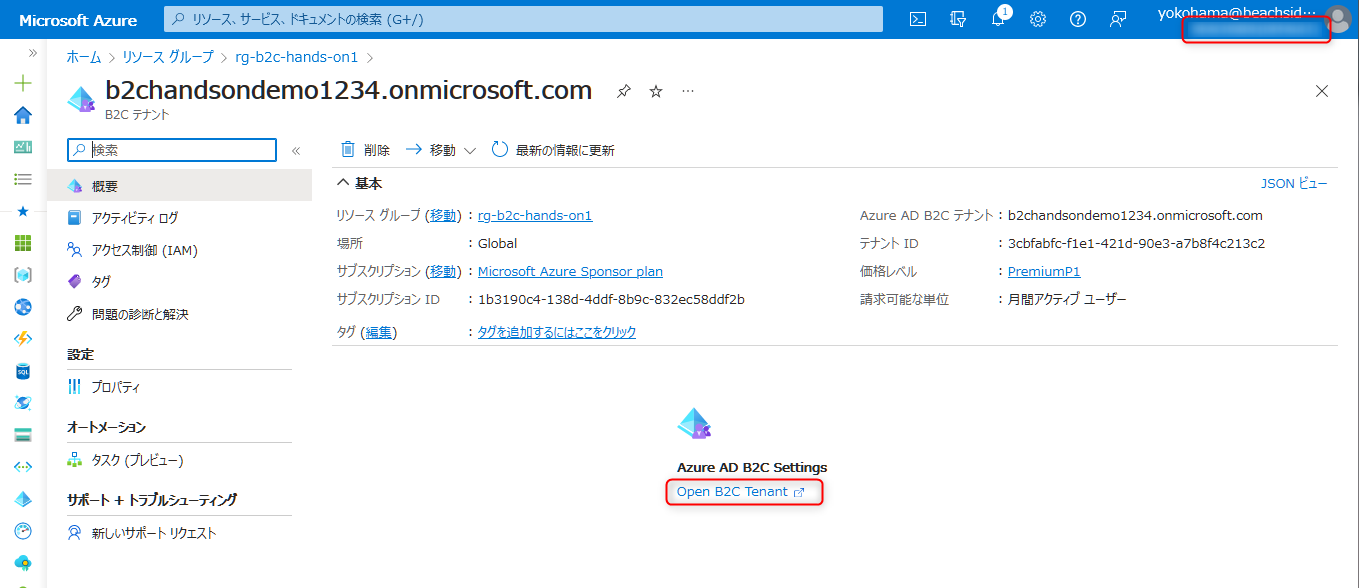 Microsoft Azure
リソース、サービス、ドキュメントの検索 (G+/)
1
yokohama@beachsid…
»
ホーム > リソース グループ > rg-b2c-hands-on1 >
b2chandsondemo1234.onmicrosoft.com
…
B2C テナント
検索
«
削除 移動 最新の情報に更新
概要
アクティビティ ログ
アクセス制御 (IAM)
タグ
問題の診断と解決
設定
プロパティ
オートメーション
タスク (プレビュー)
サポート + トラブルシューティング
新しいサポート リクエスト
基本
JSON ビュー
リソース グループ (移動) : rg-b2c-hands-on1
場所 : Global
サブスクリプション (移動) : Microsoft Azure Sponsor plan
サブスクリプション ID : 1b3190c4-138d-4ddf-8b9c-832ec58ddf2b
タグ (編集) : タグを追加するにはここをクリック
Azure AD B2C テナント : b2chandsondemo1234.onmicrosoft.com
テナント ID : 3cbfabfc-f1e1-421d-90e3-a7b8f4c213c2
価格レベル : PremiumP1
請求可能な単位 : 月間アクティブ ユーザー
Azure AD B2C Settings
Open B2C Tenant
SQL